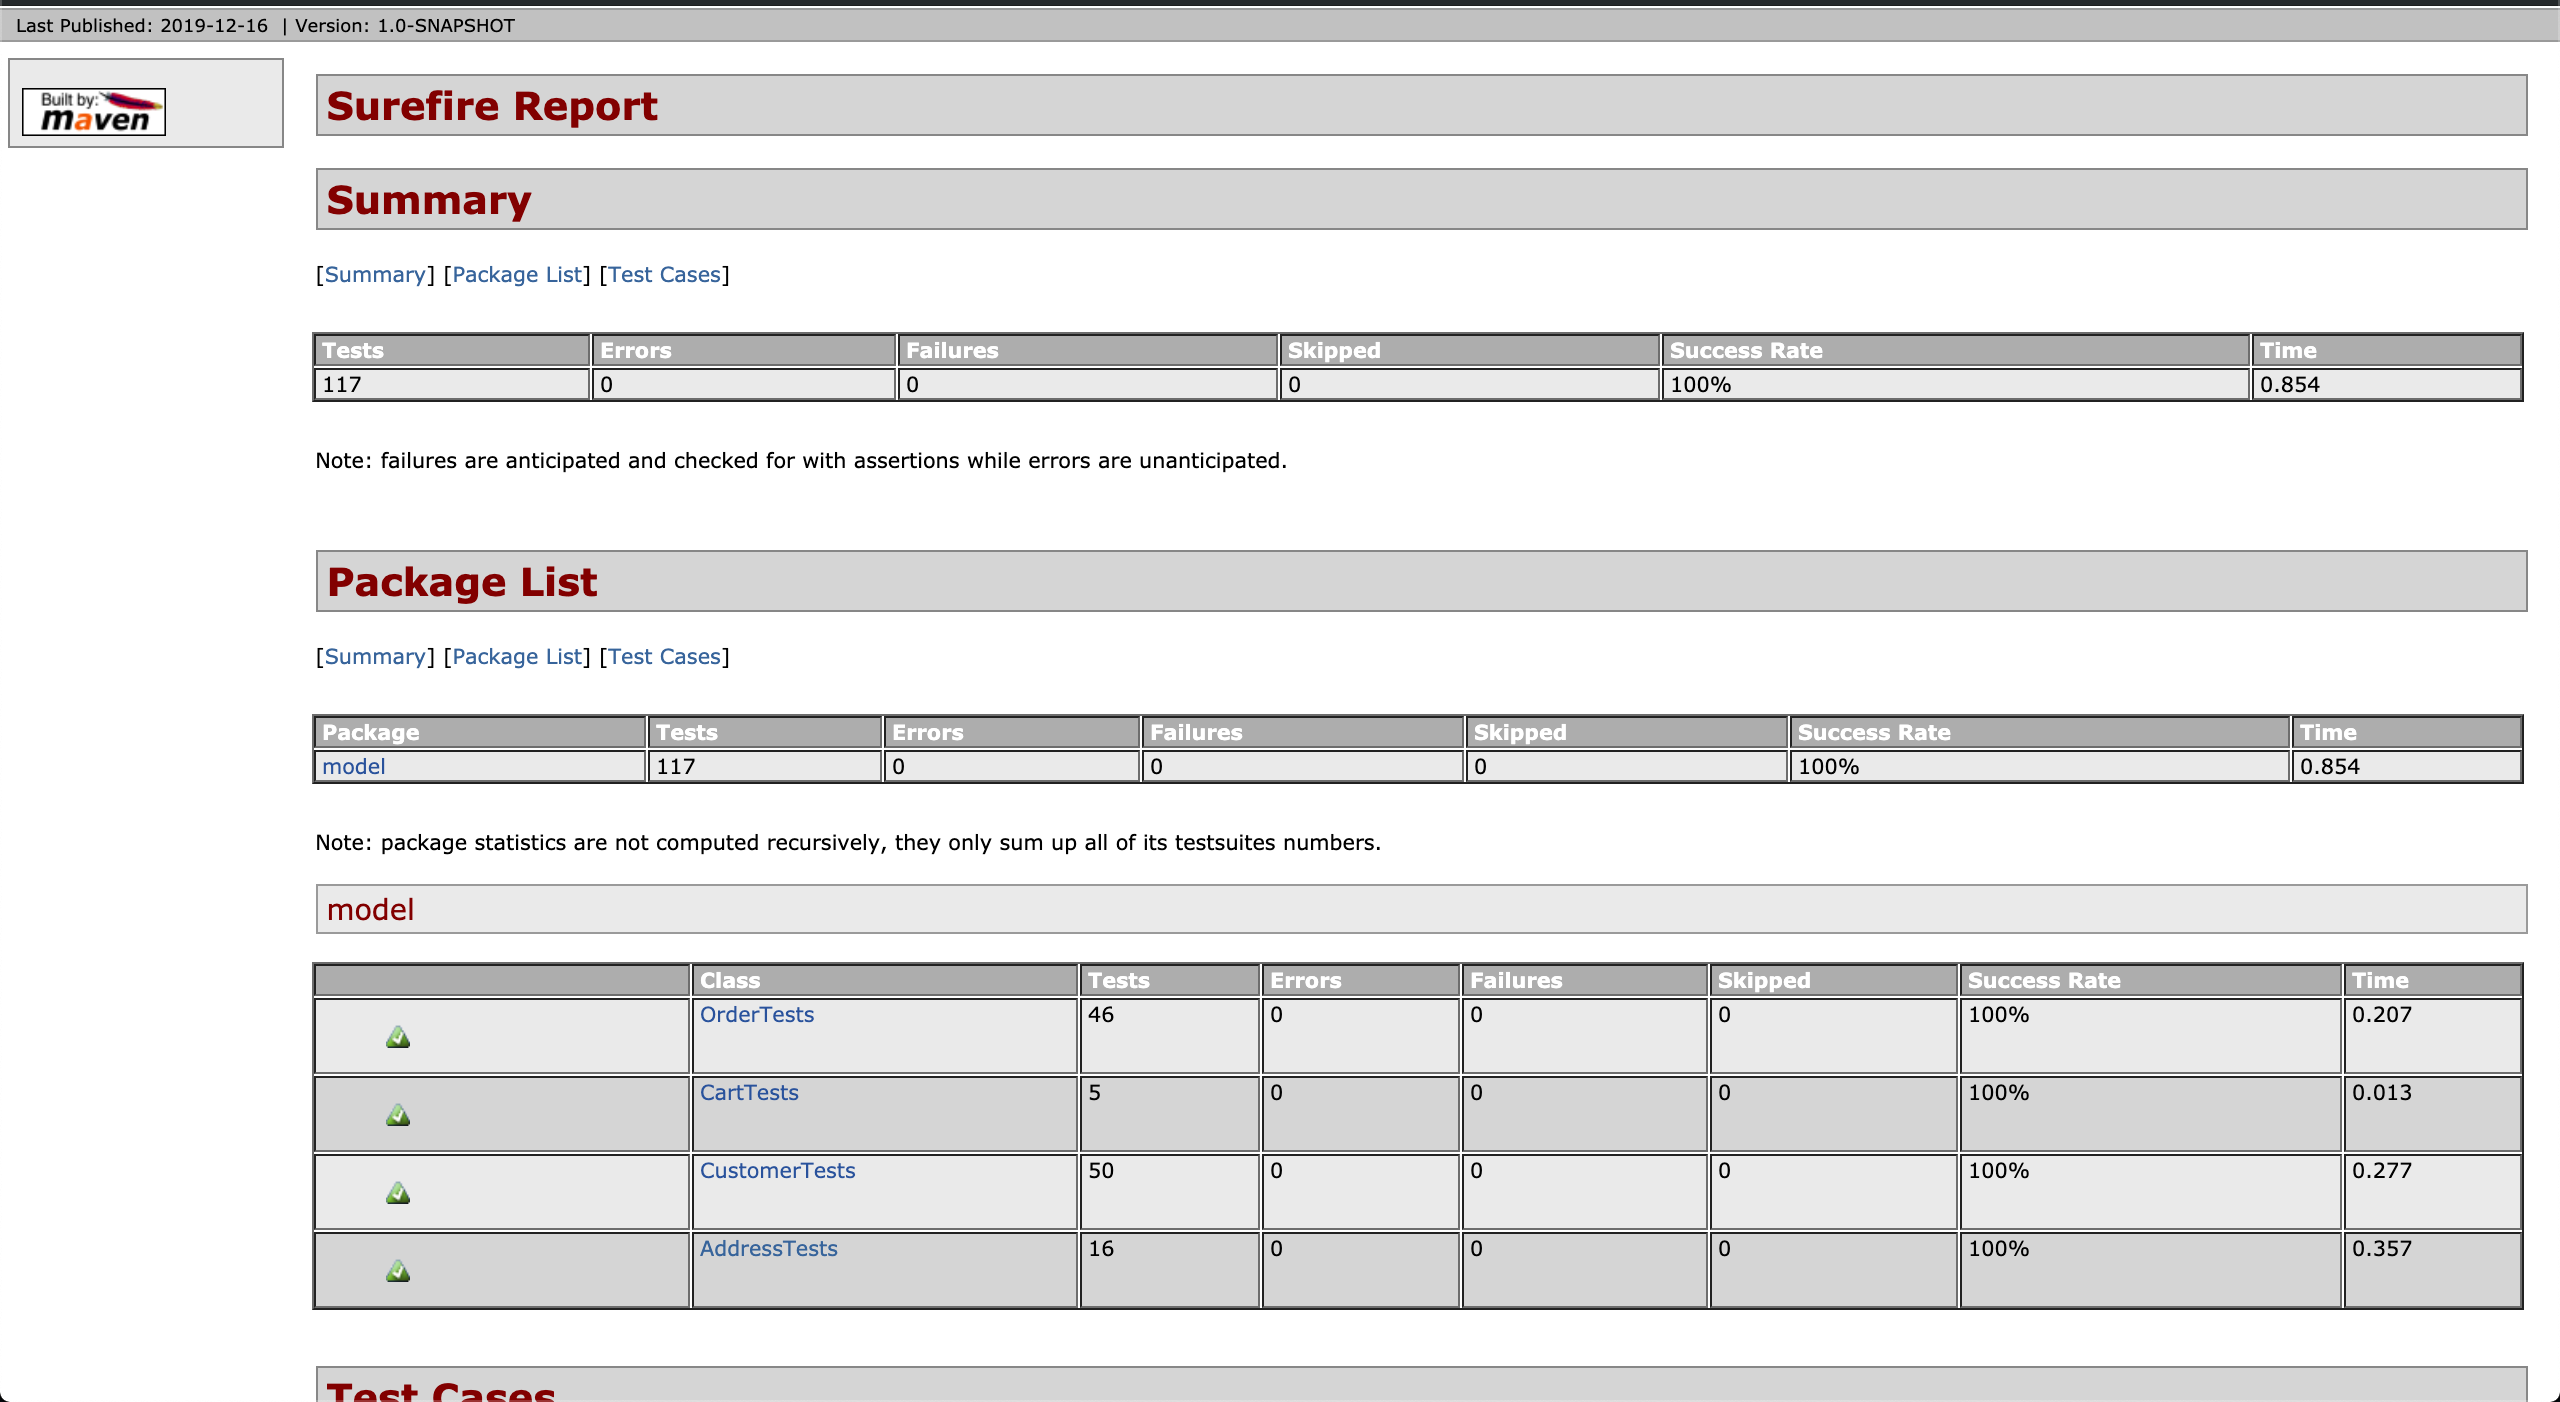 Last Published: 2019-12-16 | Version: 1.0-SNAPSHOT
Built by:
maven
Surefire Report
Summary
[Summary] [Package List] [Test Cases]
Tests Errors Failures Skipped Success Rate Time
117 0 0 0 100% 0.854
Note: failures are anticipated and checked for with assertions while errors are unanticipated.
Package List
[Summary] [Package List] [Test Cases]
Package Tests Errors Failures Skipped Success Rate Time
model 117 0 0 0 100% 0.854
Note: package statistics are not computed recursively, they only sum up all of its testsuites numbers.
model
Class Tests Errors Failures Skipped Success Rate Time
OrderTests 46 0 0 0 100% 0.207
CartTests 5 0 0 0 100% 0.013
CustomerTests 50 0 0 0 100% 0.277
AddressTests 16 0 0 0 100% 0.357
Test Cases